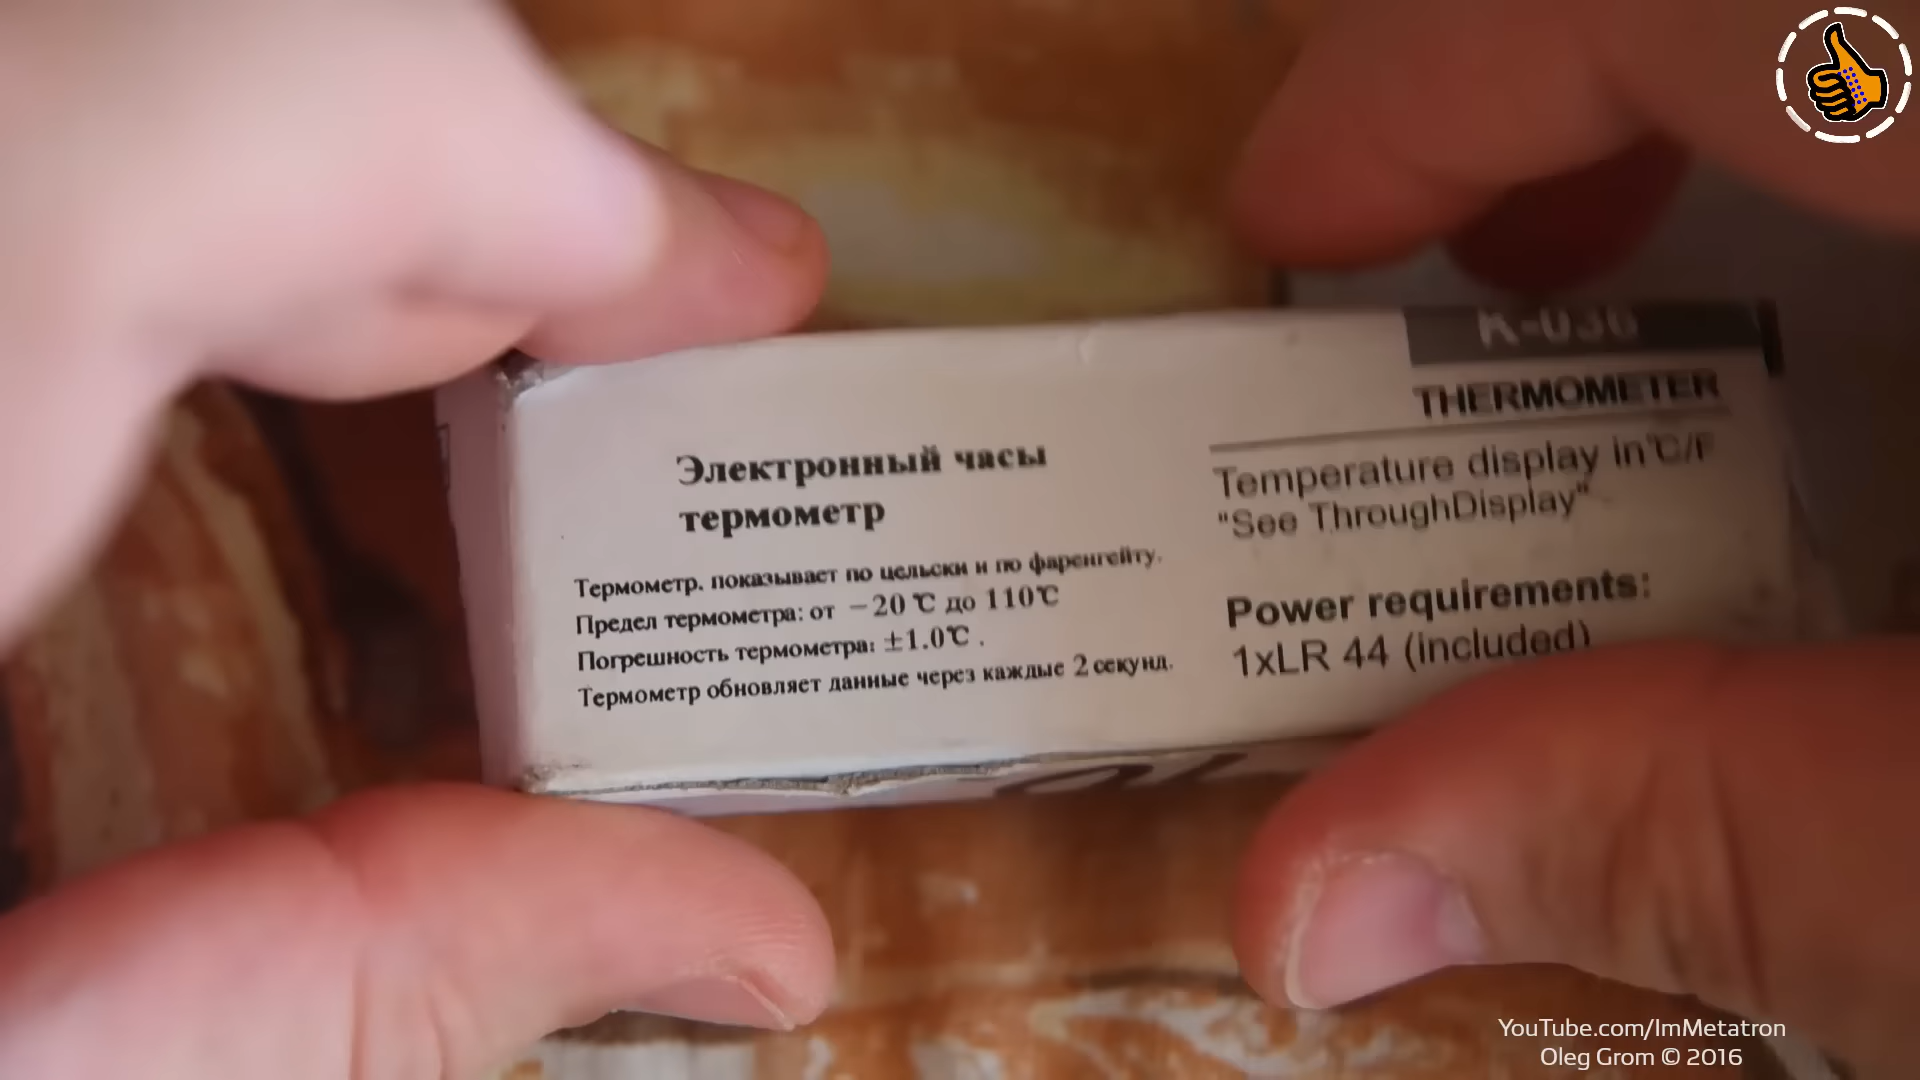 Электронный часы
термометр
Термометр. показывает по цельски и по фаренгейту.
Предел термометра: от −20℃ до 110℃
Погрешность термометра: ±1.0℃ .
Термометр обновляет данные через каждые 2 секунд.
K-036
THERMOMETER
Temperature display in℃/F
"See ThroughDisplay"
Power requirements:
1xLR 44 (included)
YouTube.com/ImMetatron
Oleg Grom © 2016